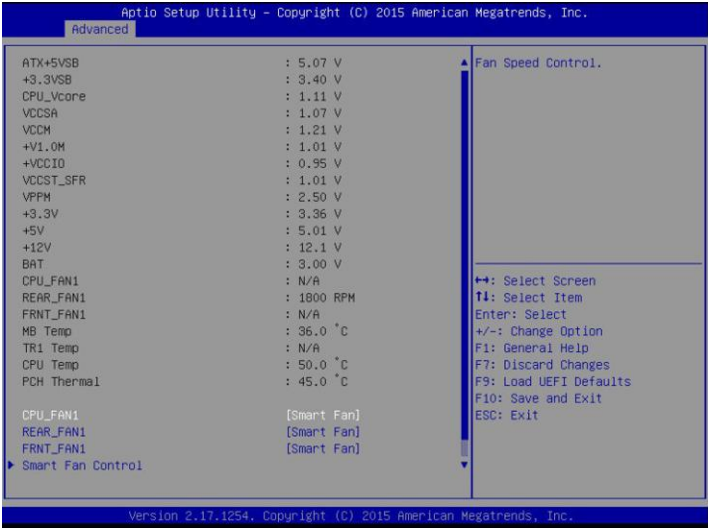 Aptio Setup Utility – Copyright (C) 2015 American Megatrends, Inc.
Advanced
ATX+5VSB : 5.07 V
+3.3VSB : 3.40 V
CPU_Vcore : 1.11 V
VCCSA : 1.07 V
VCCM : 1.21 V
+V1.0M : 1.01 V
+VCCIO : 0.95 V
VCCST_SFR : 1.01 V
VPPM : 2.50 V
+3.3V : 3.36 V
+5V : 5.01 V
+12V : 12.1 V
BAT : 3.00 V
CPU_FAN1 : N/A
REAR_FAN1 : 1800 RPM
FRNT_FAN1 : N/A
MB Temp : 36.0 °C
TR1 Temp : N/A
CPU Temp : 50.0 °C
PCH Thermal : 45.0 °C
CPU_FAN1 [Smart Fan]
REAR_FAN1 [Smart Fan]
FRNT_FAN1 [Smart Fan]
Smart Fan Control
Fan Speed Control.
↔: Select Screen
↑↓: Select Item
Enter: Select
+/-: Change Option
F1: General Help
F7: Discard Changes
F9: Load UEFI Defaults
F10: Save and Exit
ESC: Exit
Version 2.17.1254. Copyright (C) 2015 American Megatrends, Inc.